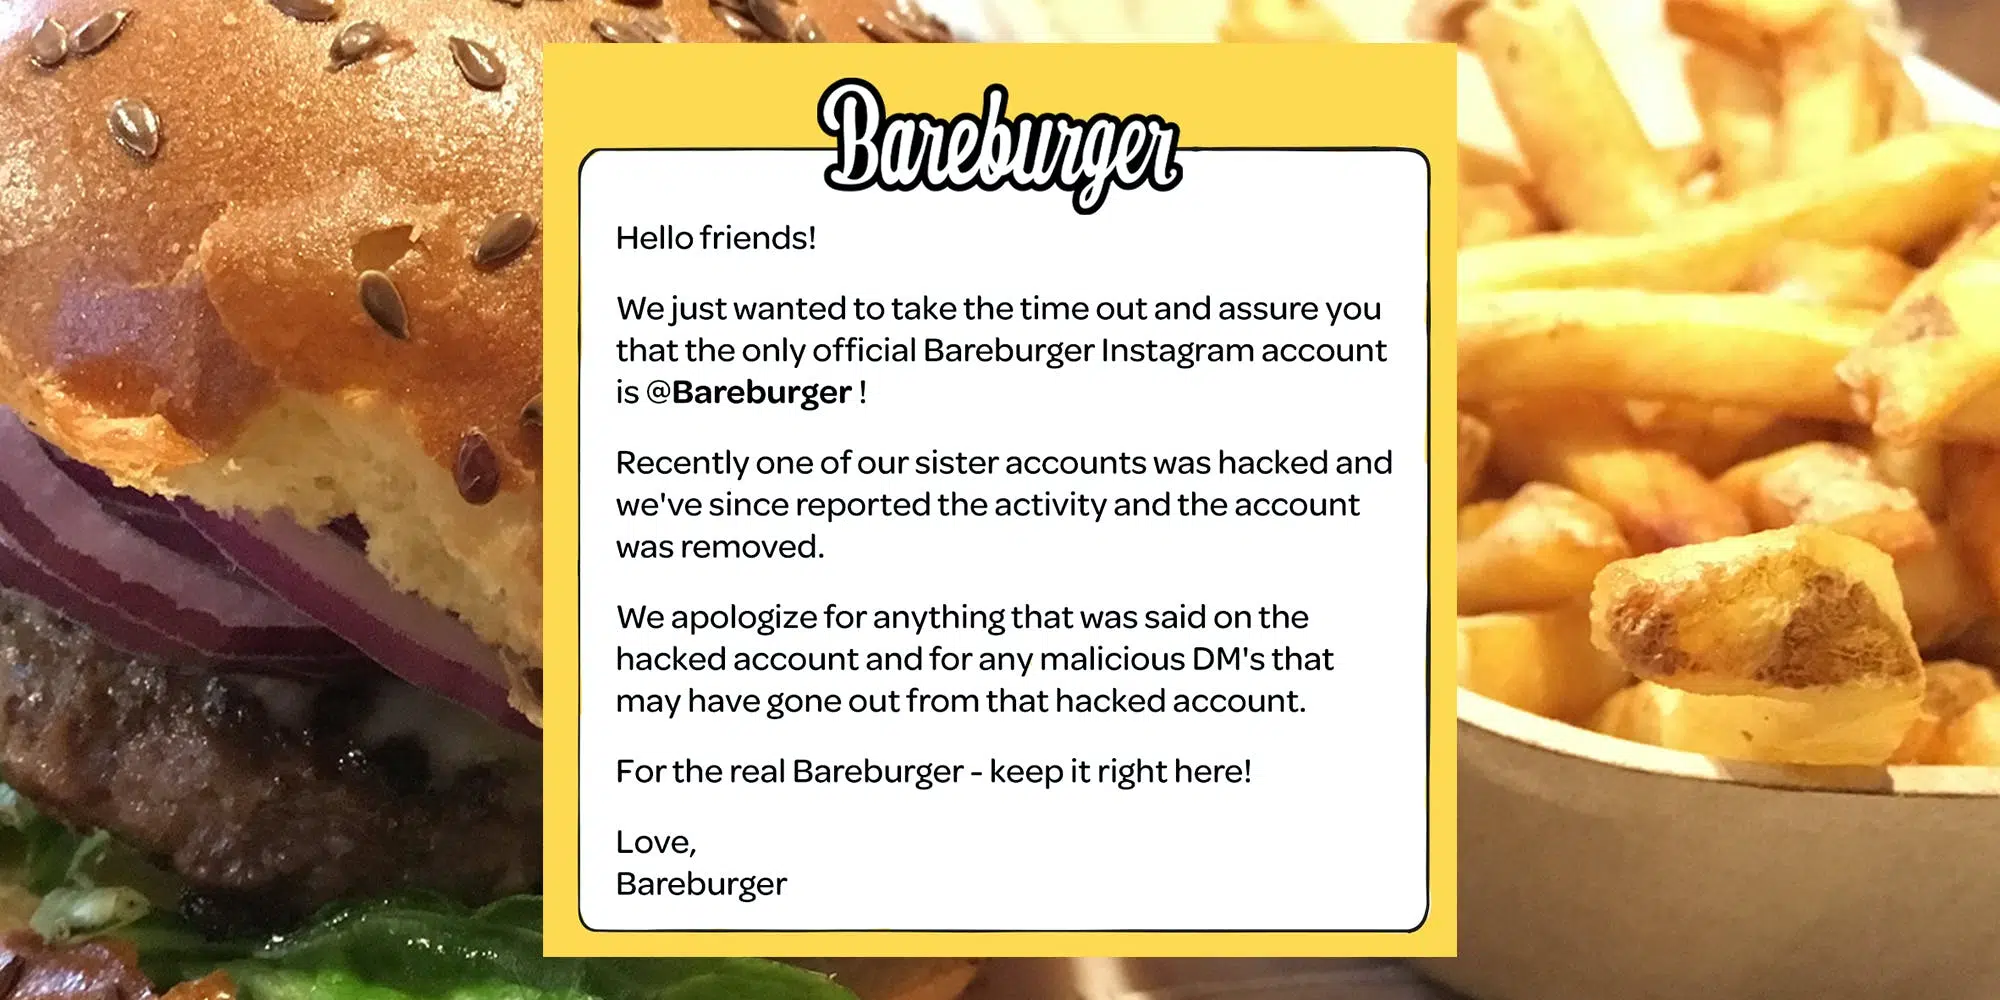 Bareburger
Hello friends!
We just wanted to take the time out and assure you
that the only official Bareburger Instagram account
is @Bareburger !
Recently one of our sister accounts was hacked and
we've since reported the activity and the account
was removed.
We apologize for anything that was said on the
hacked account and for any malicious DM's that
may have gone out from that hacked account.
For the real Bareburger - keep it right here!
Love,
Bareburger